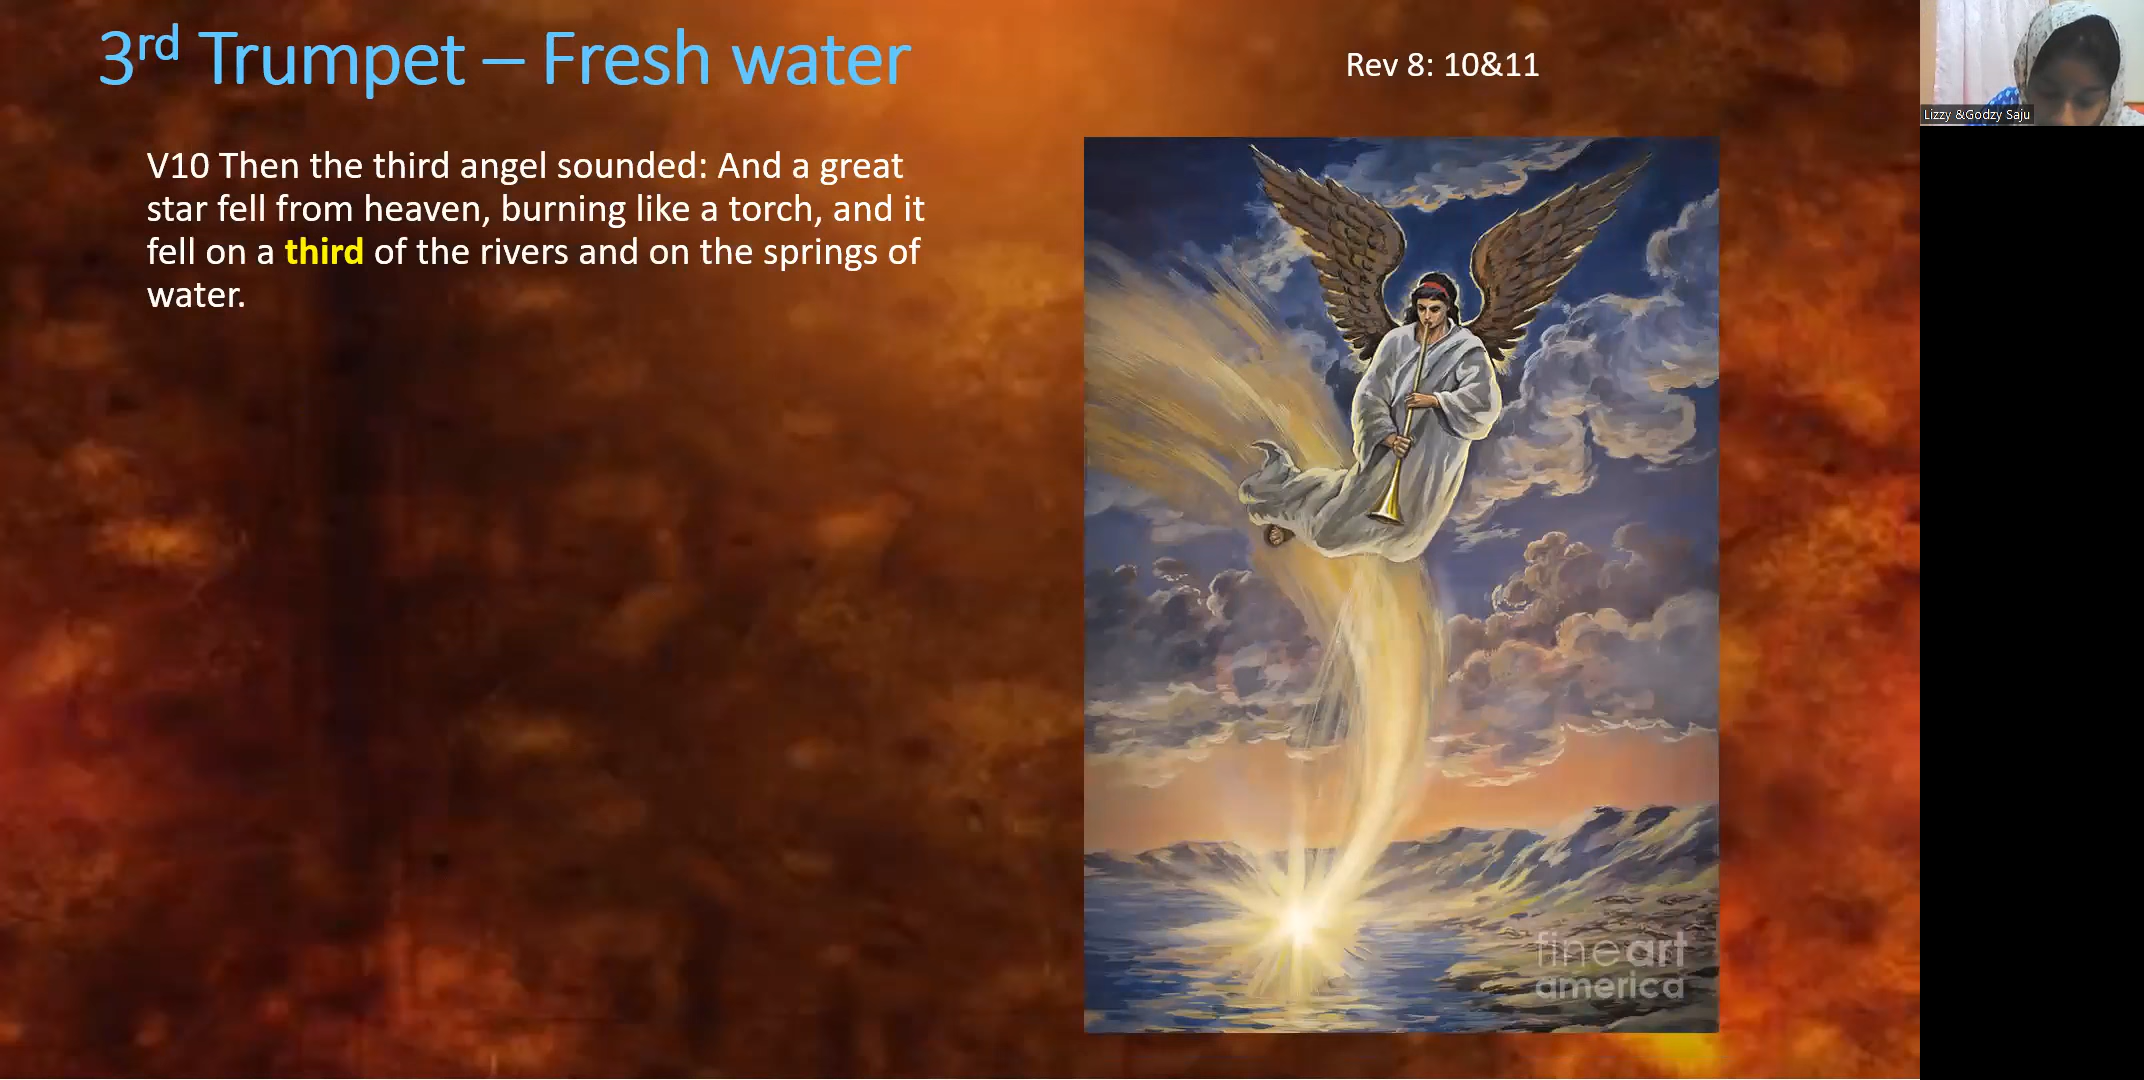 3rd Trumpet – Fresh water
Rev 8: 10&11
V10 Then the third angel sounded: And a great
star fell from heaven, burning like a torch, and it
fell on a third of the rivers and on the springs of
water.
Lizzy &Godzy Saju
fineart
america